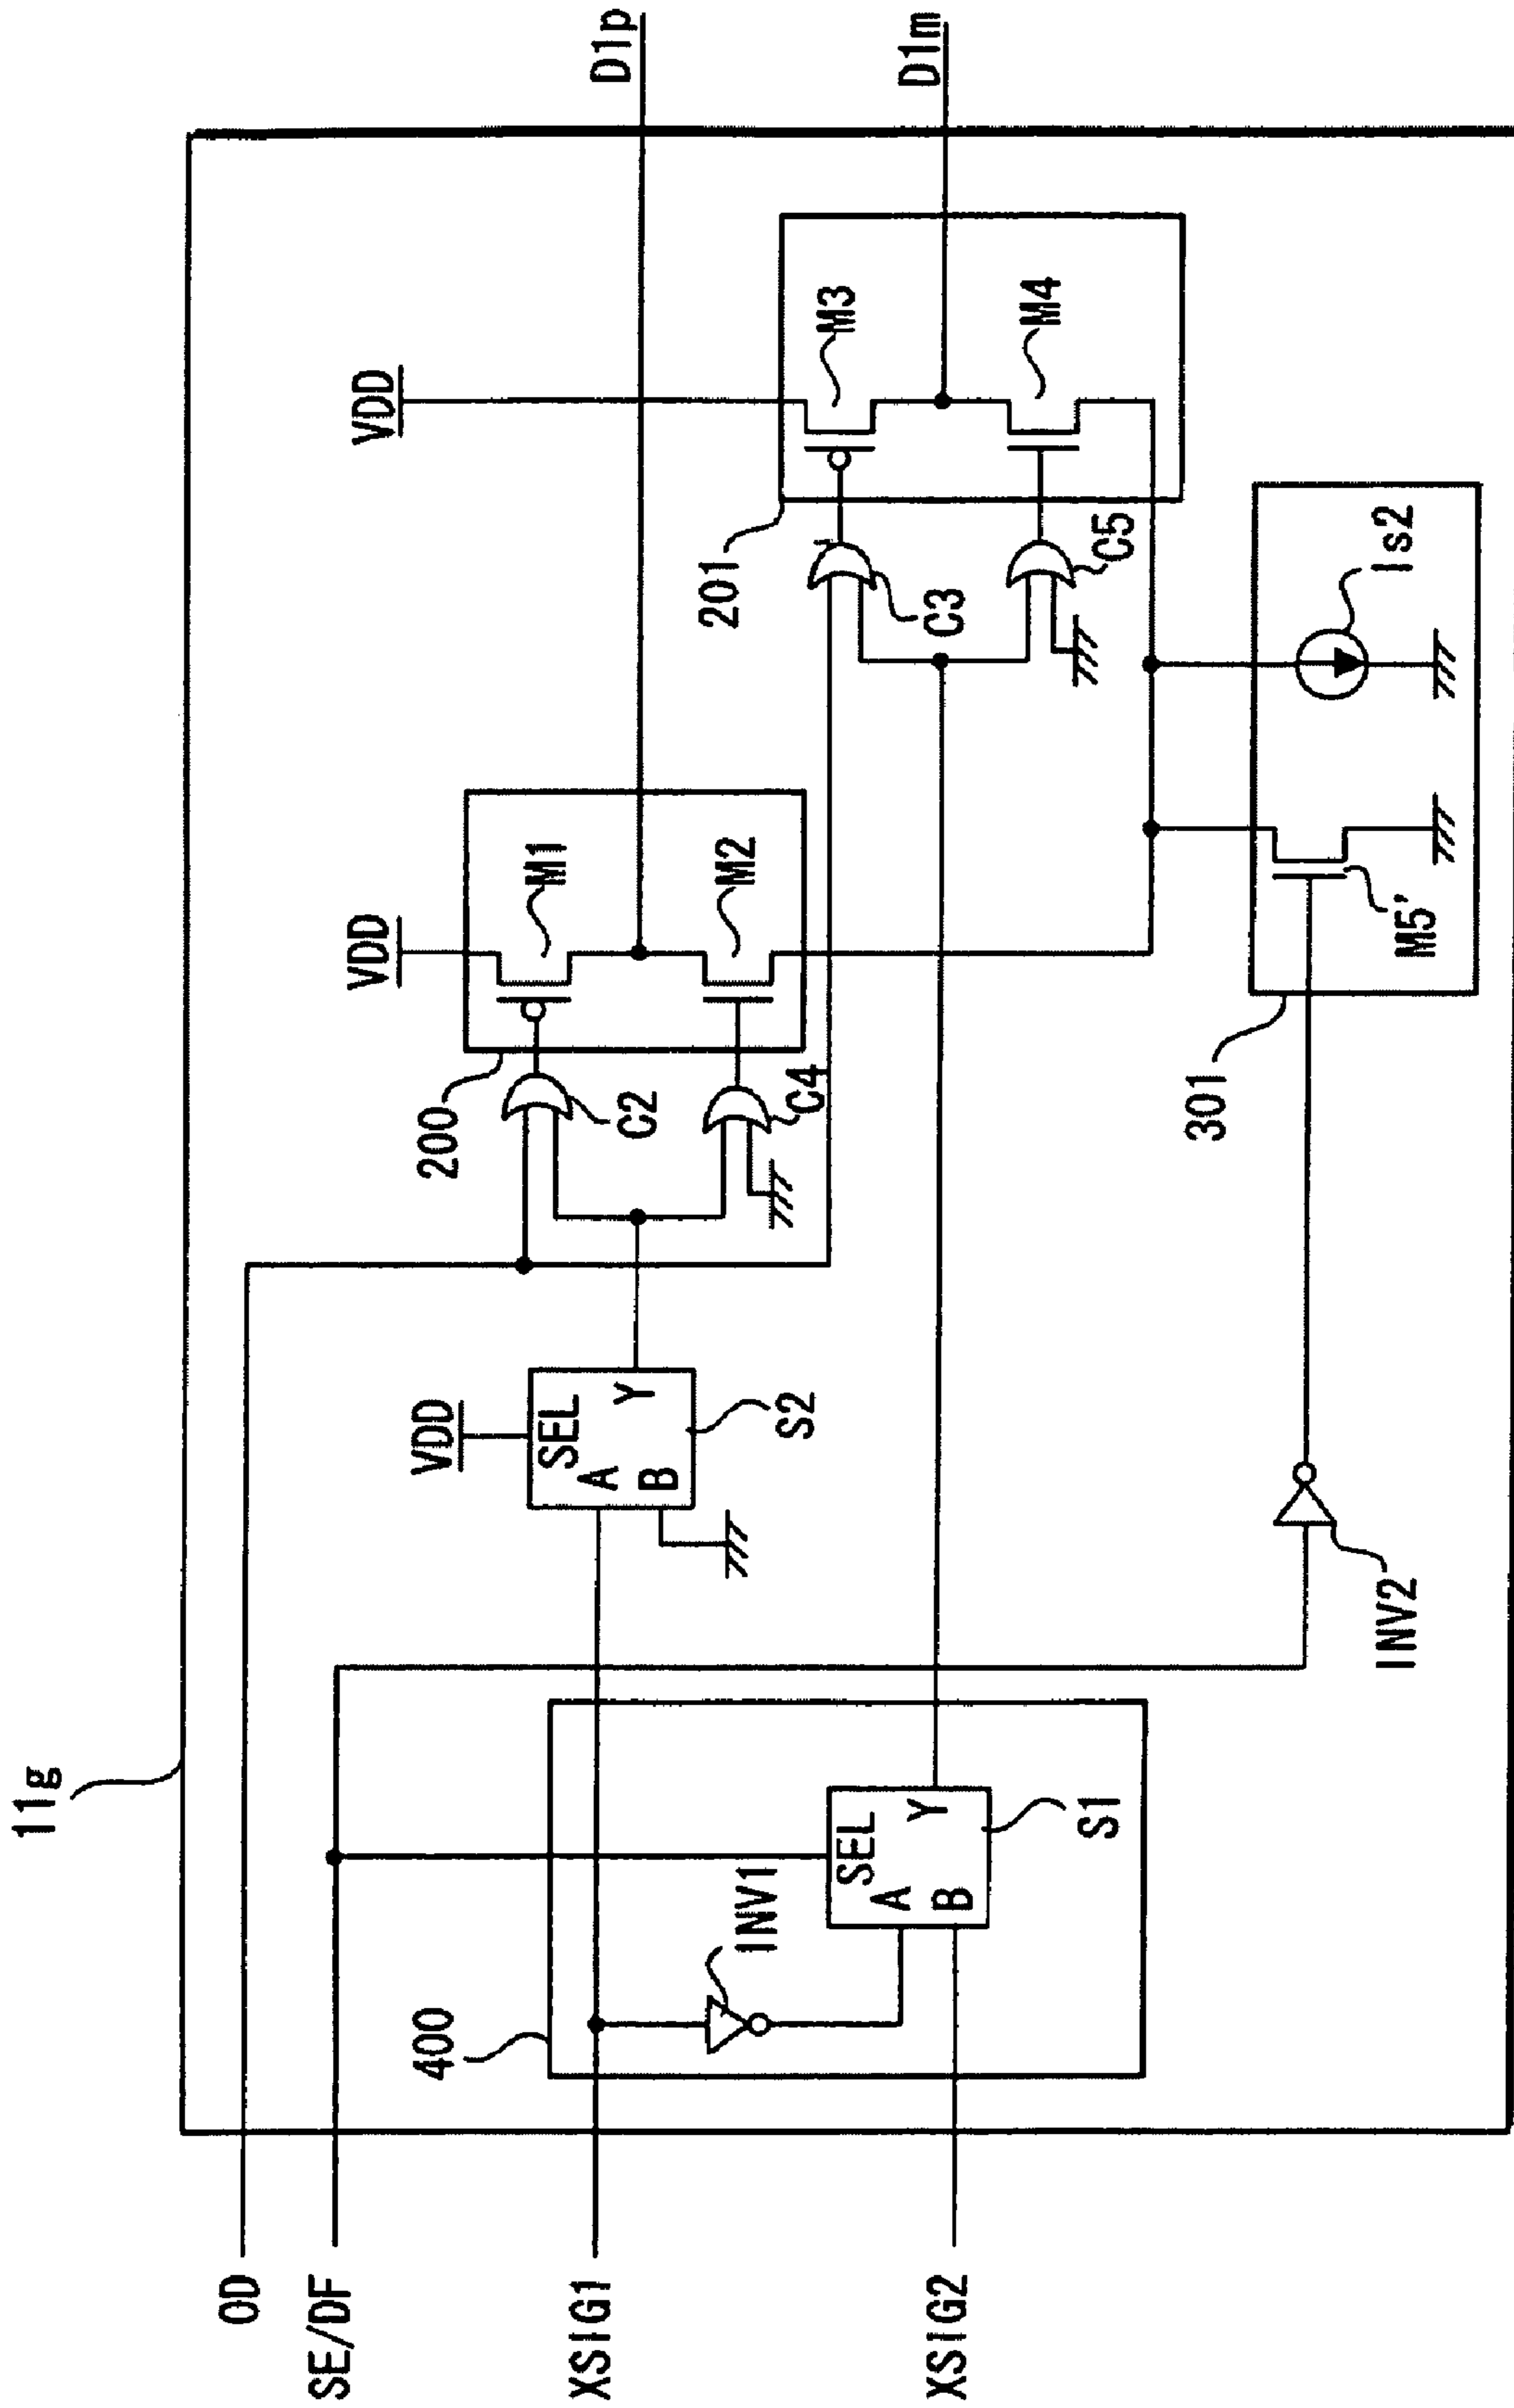 11g
OD
SE/DF
XSIG1
XSIG2
400
INV1
SEL
A
B
Y
S1
VDD
SEL
A
B
Y
S2
INV2
200
C2
C4
VDD
M1
M2
201
C3
C5
VDD
M3
M4
301
M5'
Is2
D1p
D1m